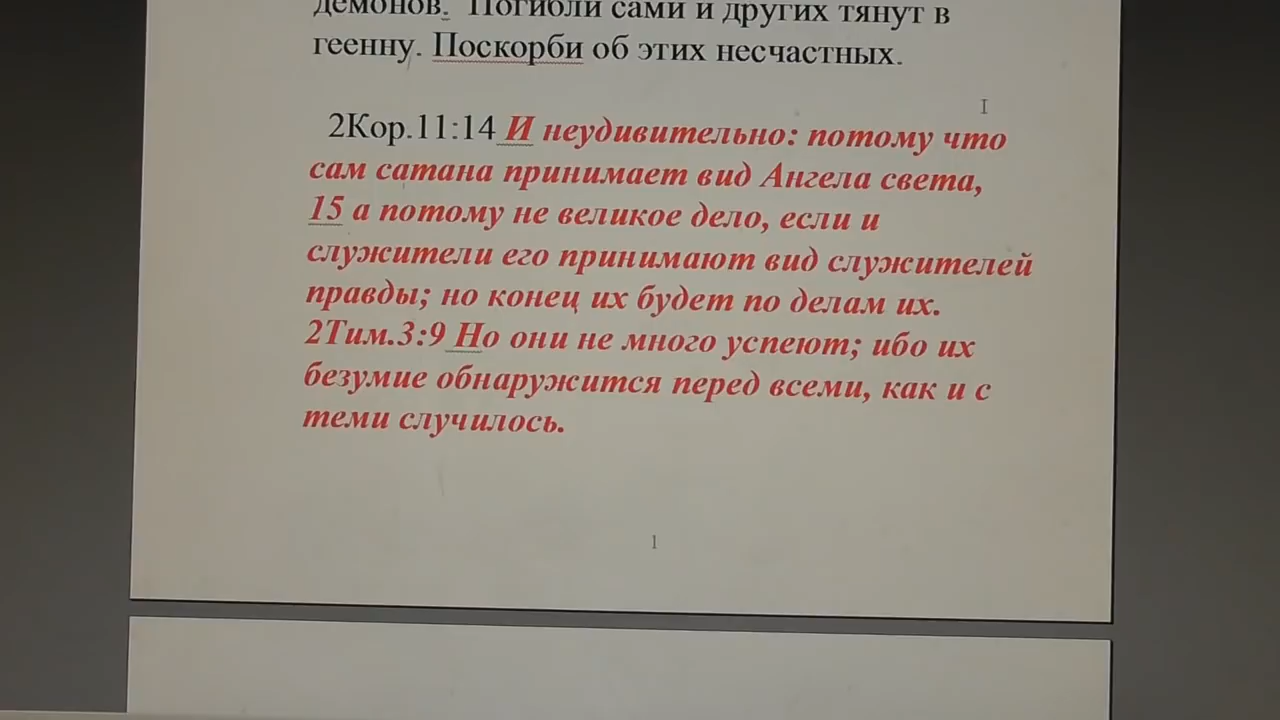 демонов. Погибли сами и других тянут в
геенну. Поскорби об этих несчастных.
2Кор.11:14 И неудивительно: потому что
сам сатана принимает вид Ангела света,
15 а потому не великое дело, если и
служители его принимают вид служителей
правды; но конец их будет по делам их.
2Тим.3:9 Но они не много успеют; ибо их
безумие обнаружится перед всеми, как и с
теми случилось.
1